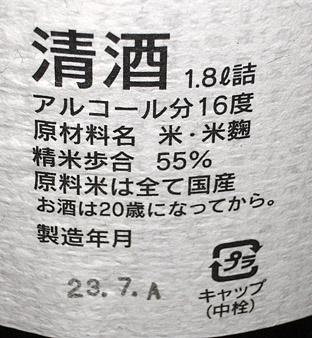 清酒 1.8ℓ詰
アルコール分16度
原材料名 米・米麹
精米歩合 55%
原料米は全て国産
お酒は20歳になってから。
製造年月
23.7.A
プラ
キャップ
(中栓)